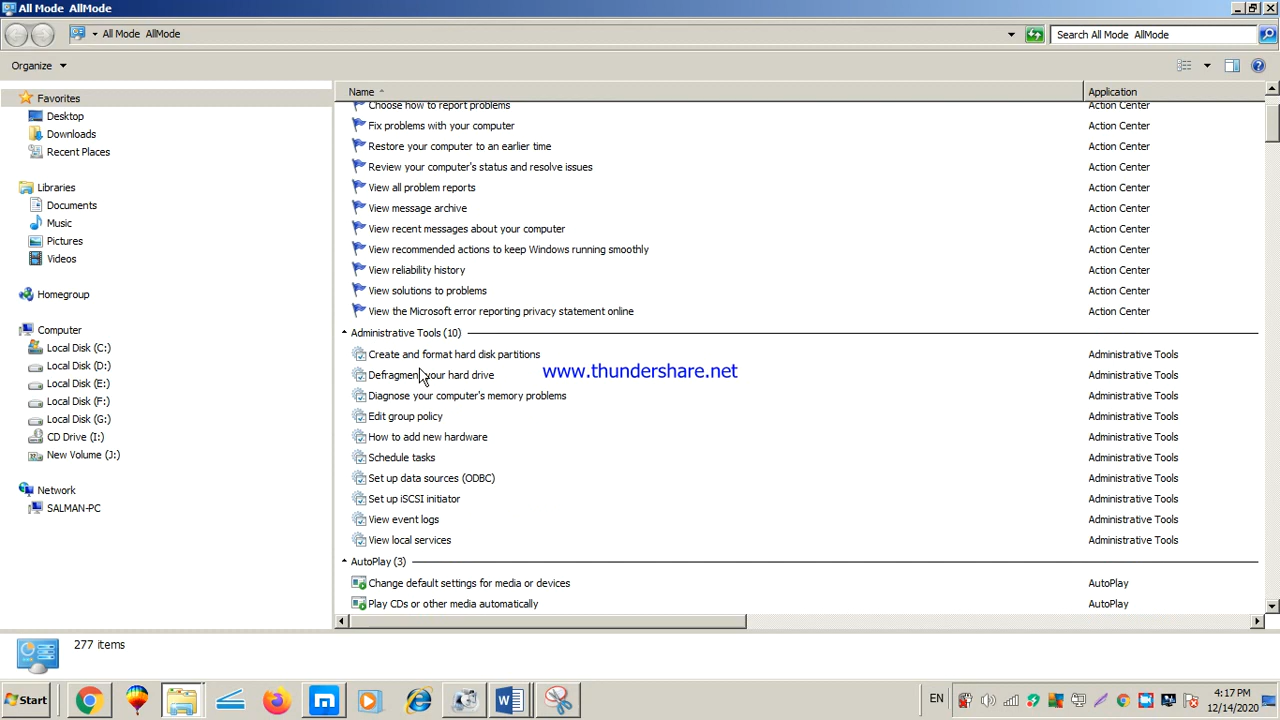 All Mode  AllMode
All Mode  AllMode
Search All Mode  AllMode
Organize
Favorites
Desktop
Downloads
Recent Places
Libraries
Documents
Music
Pictures
Videos
Homegroup
Computer
Local Disk (C:)
Local Disk (D:)
Local Disk (E:)
Local Disk (F:)
Local Disk (G:)
CD Drive (I:)
New Volume (J:)
Network
SALMAN-PC
Name Application
Choose how to report problems Action Center
Fix problems with your computer Action Center
Restore your computer to an earlier time Action Center
Review your computer's status and resolve issues Action Center
View all problem reports Action Center
View message archive Action Center
View recent messages about your computer Action Center
View recommended actions to keep Windows running smoothly Action Center
View reliability history Action Center
View solutions to problems Action Center
View the Microsoft error reporting privacy statement online Action Center
Administrative Tools (10)
Create and format hard disk partitions Administrative Tools
www.thundershare.net
Defragment your hard drive Administrative Tools
Diagnose your computer's memory problems Administrative Tools
Edit group policy Administrative Tools
How to add new hardware Administrative Tools
Schedule tasks Administrative Tools
Set up data sources (ODBC) Administrative Tools
Set up iSCSI initiator Administrative Tools
View event logs Administrative Tools
View local services Administrative Tools
AutoPlay (3)
Change default settings for media or devices AutoPlay
Play CDs or other media automatically AutoPlay
277 items
Start
EN
4:17 PM
12/14/2020